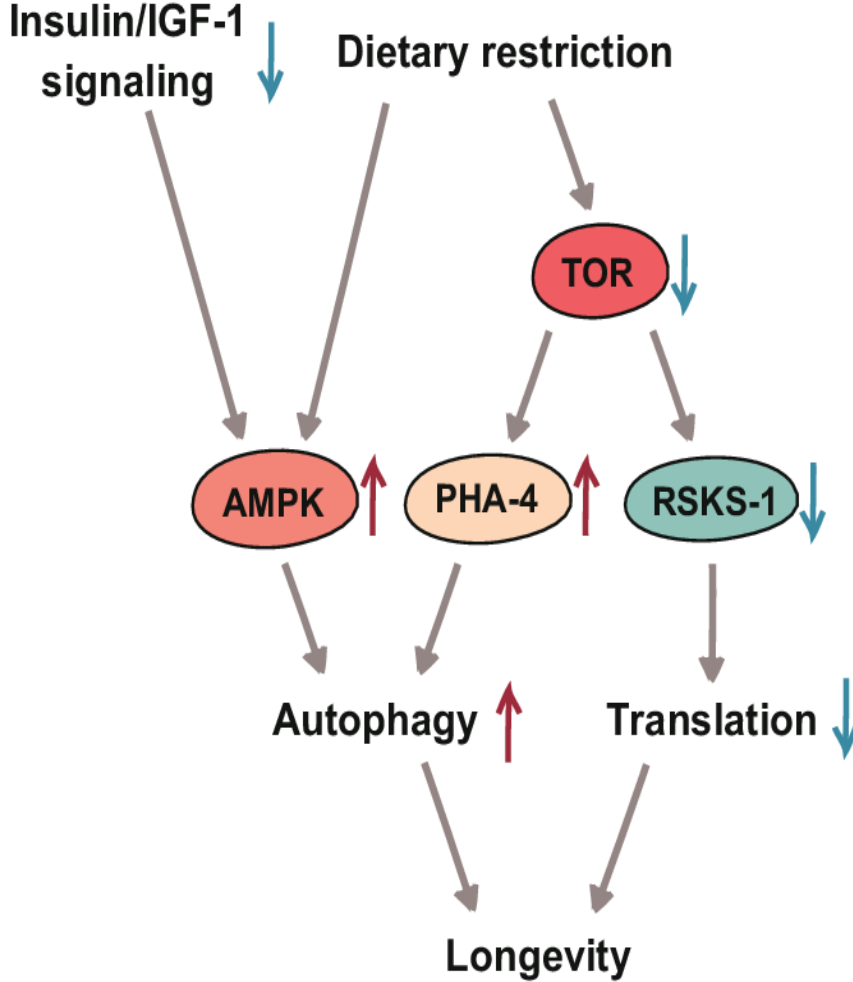 Insulin/IGF-1
signaling
Dietary restriction
TOR
AMPK
PHA-4
RSKS-1
Autophagy
Translation
Longevity